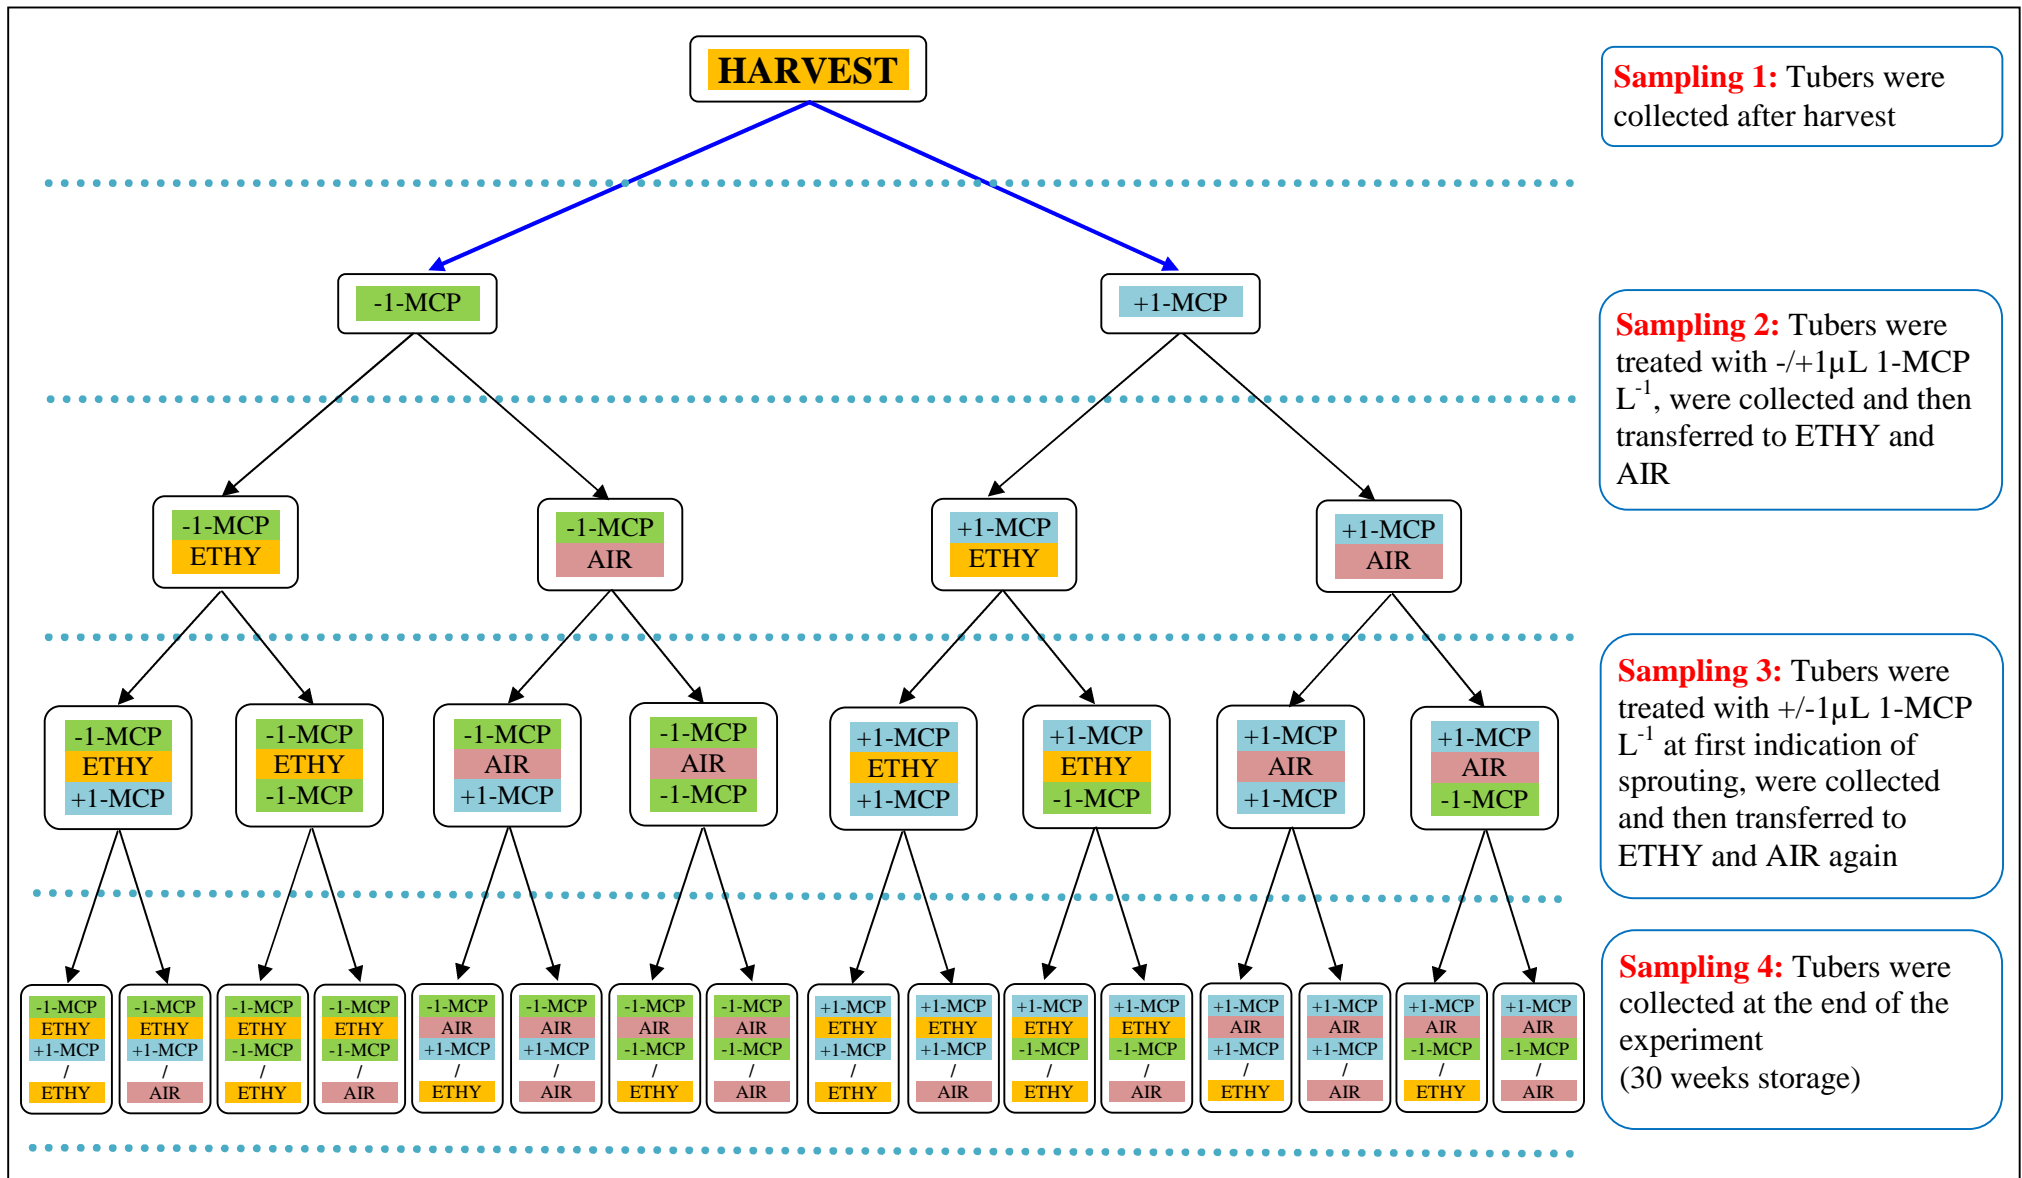 HARVEST
Sampling 1: Tubers were
collected after harvest
-1-MCP
+1-MCP
Sampling 2: Tubers were
treated with -/+1µL 1-MCP
L⁻¹, were collected and then
transferred to ETHY and
AIR
-1-MCP
ETHY
-1-MCP
AIR
+1-MCP
ETHY
+1-MCP
AIR
Sampling 3: Tubers were
treated with +/-1µL 1-MCP
L⁻¹ at first indication of
sprouting, were collected
and then transferred to
ETHY and AIR again
-1-MCP
ETHY
+1-MCP
-1-MCP
ETHY
-1-MCP
-1-MCP
AIR
+1-MCP
-1-MCP
AIR
-1-MCP
+1-MCP
ETHY
+1-MCP
+1-MCP
ETHY
-1-MCP
+1-MCP
AIR
+1-MCP
+1-MCP
AIR
-1-MCP
Sampling 4: Tubers were
collected at the end of the
experiment
(30 weeks storage)
-1-MCP
ETHY
+1-MCP
/
ETHY
-1-MCP
ETHY
+1-MCP
/
AIR
-1-MCP
ETHY
-1-MCP
/
ETHY
-1-MCP
ETHY
-1-MCP
/
AIR
-1-MCP
AIR
+1-MCP
/
ETHY
-1-MCP
AIR
+1-MCP
/
AIR
-1-MCP
AIR
-1-MCP
/
ETHY
-1-MCP
AIR
-1-MCP
/
AIR
+1-MCP
ETHY
+1-MCP
/
ETHY
+1-MCP
ETHY
+1-MCP
/
AIR
+1-MCP
ETHY
-1-MCP
/
ETHY
+1-MCP
ETHY
-1-MCP
/
AIR
+1-MCP
AIR
+1-MCP
/
ETHY
+1-MCP
AIR
+1-MCP
/
AIR
+1-MCP
AIR
-1-MCP
/
ETHY
+1-MCP
AIR
-1-MCP
/
AIR